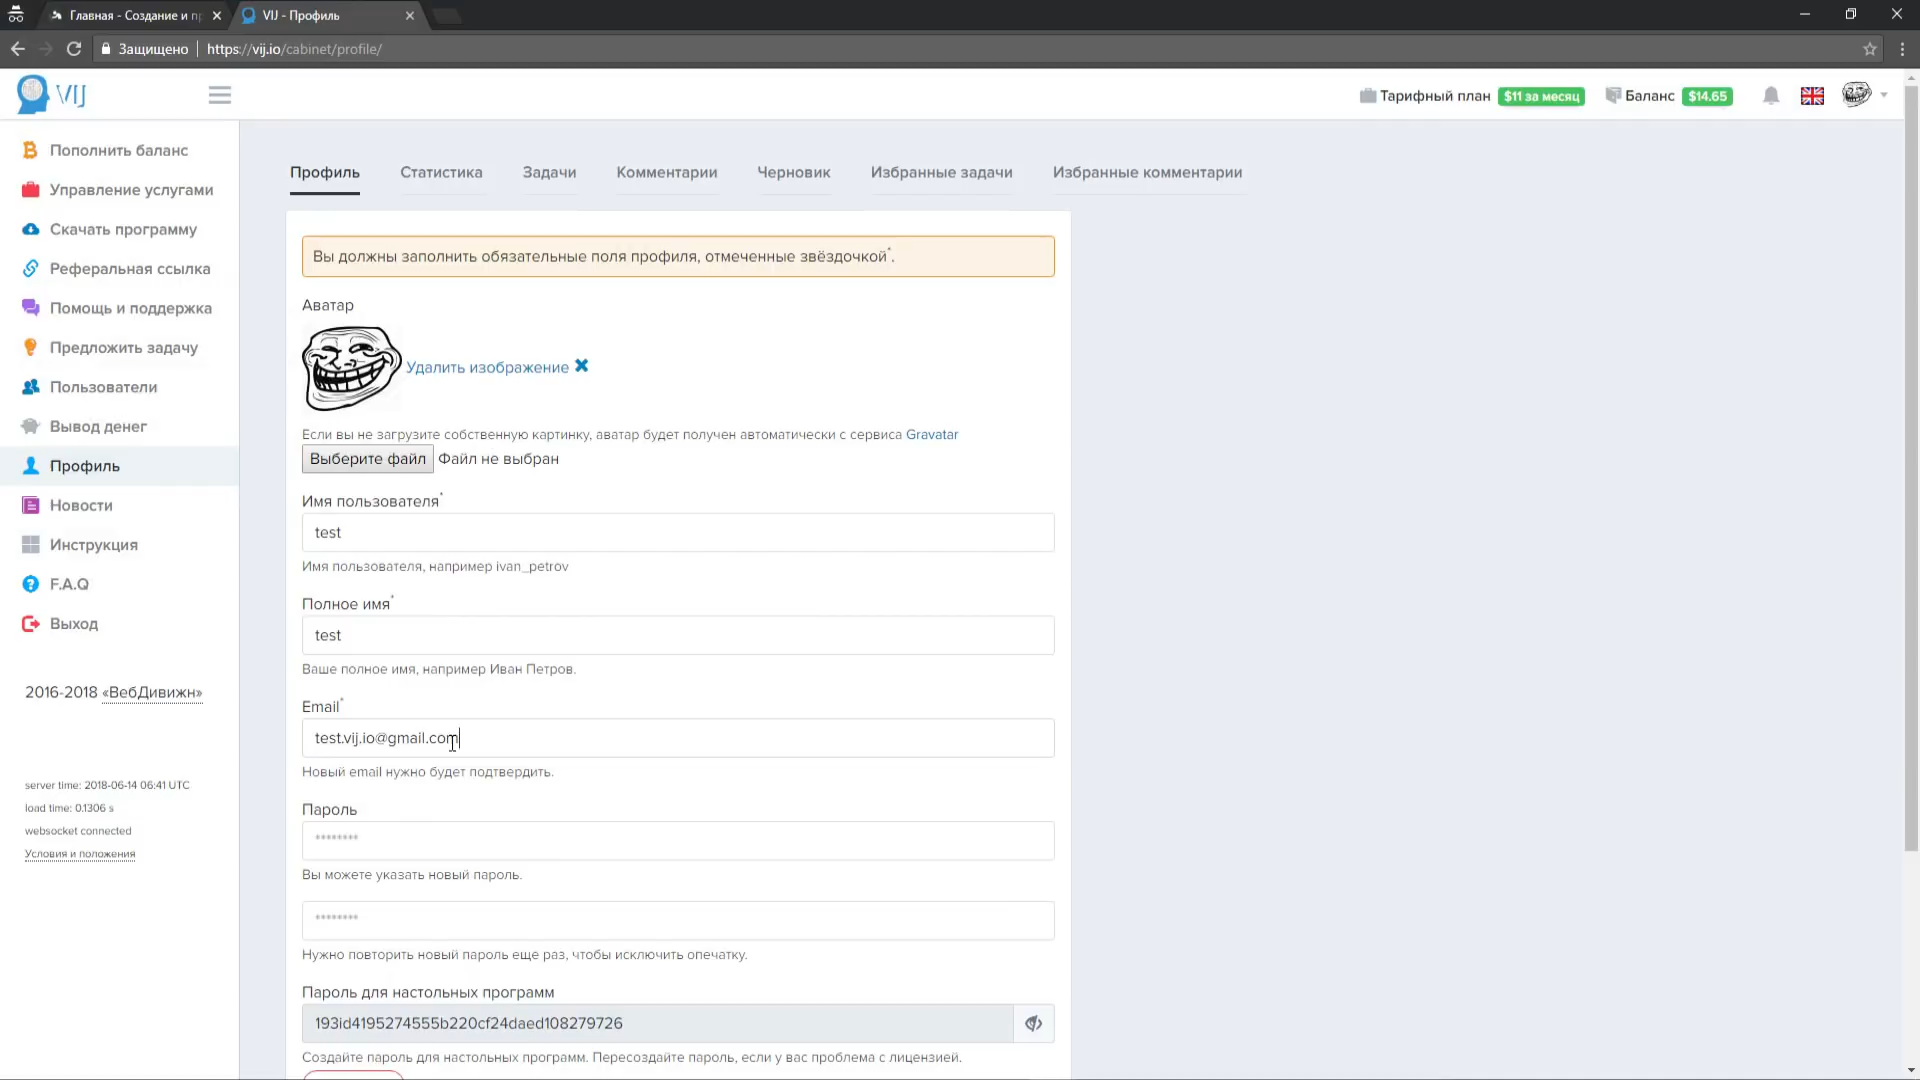 Главная - Создание и п
VIJ - Профиль
Защищено
https://vij.io/cabinet/profile/
VIJ
Тарифный план $11 за месяц
Баланс $14.65
Пополнить баланс
Управление услугами
Скачать программу
Реферальная ссылка
Помощь и поддержка
Предложить задачу
Пользователи
Вывод денег
Профиль
Новости
Инструкция
F.A.Q
Выход
2016-2018 «ВебДивижн»
server time: 2018-06-14 06:41 UTC
load time: 0.1306 s
websocket connected
Условия и положения
Профиль Статистика Задачи Комментарии Черновик Избранные задачи Избранные комментарии
Вы должны заполнить обязательные поля профиля, отмеченные звёздочкой*.
Аватар
Удалить изображение
Если вы не загрузите собственную картинку, аватар будет получен автоматически с сервиса Gravatar
Выберите файл Файл не выбран
Имя пользователя*
test
Имя пользователя, например ivan_petrov
Полное имя*
test
Ваше полное имя, например Иван Петров.
Email*
test.vij.io@gmail.com
Новый email нужно будет подтвердить.
Пароль
********
Вы можете указать новый пароль.
********
Нужно повторить новый пароль еще раз, чтобы исключить опечатку.
Пароль для настольных программ
193id4195274555b220cf24daed108279726
Создайте пароль для настольных программ. Пересоздайте пароль, если у вас проблема с лицензией.